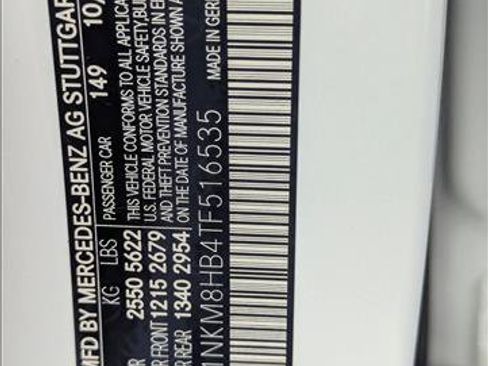 MFD BY MERCEDES-BENZ AG STUTTGAR
KG LBS PASSENGER CAR 149 10/
2550 5622 THIS VEHICLE CONFORMS TO ALL APPLICA
FRONT 1215 2679 U.S. FEDERAL MOTOR VEHICLE SAFETY, BU
REAR 1340 2954 AND THEFT PREVENTION STANDARDS IN E
ON THE DATE OF MANUFACTURE SHOWN A
1NKM8HB4TF516535 MADE IN GER